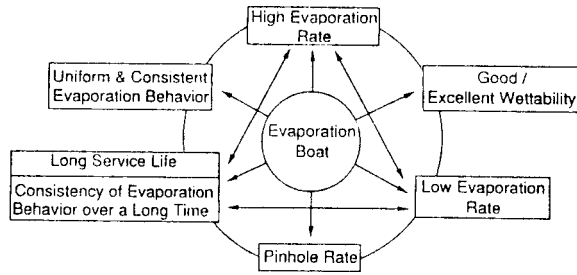 High Evaporation
Rate
Uniform & Consistent
Evaporation Behavior
Good /
Excellent Wettability
Evaporation
Boat
Long Service Life
Consistency of Evaporation
Behavior over a Long Time
Low Evaporation
Rate
Pinhole Rate